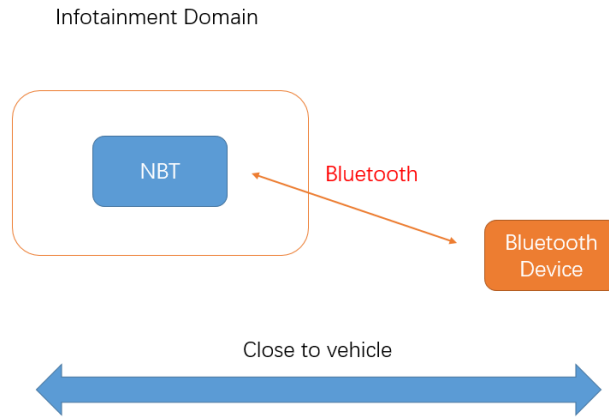 Infotainment Domain
NBT
Bluetooth
Bluetooth
Device
Close to vehicle